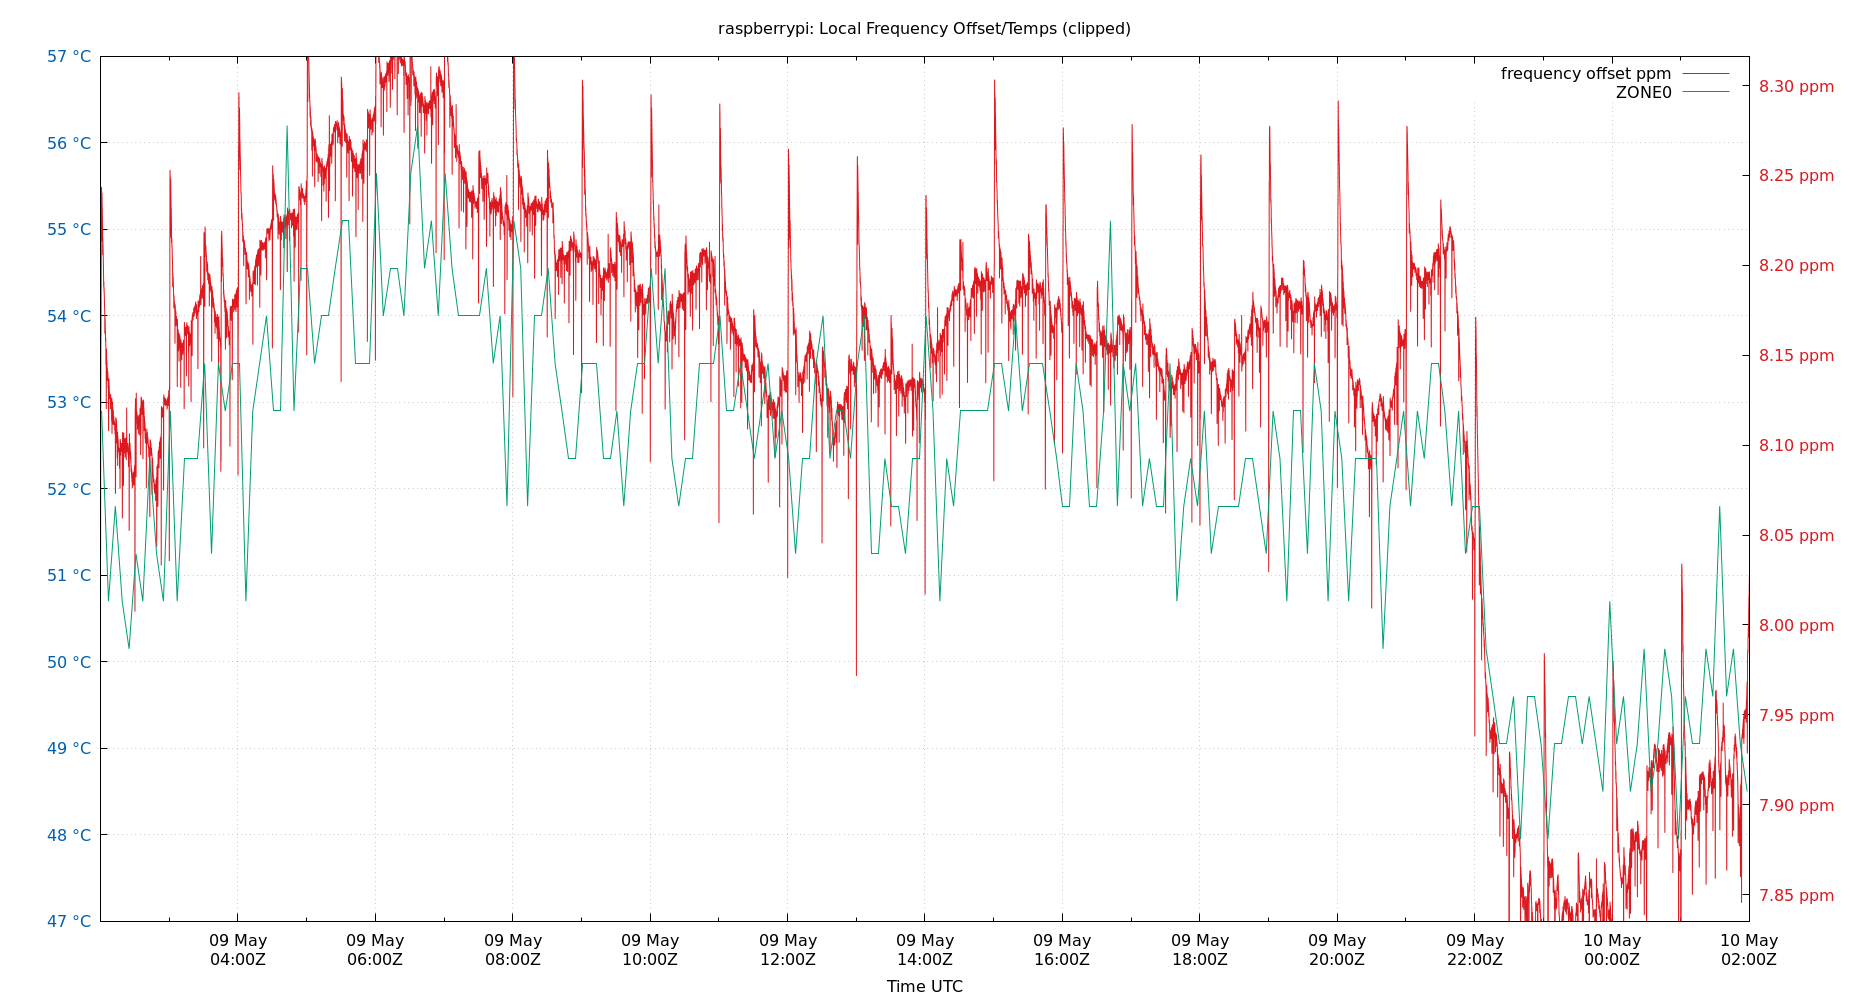 raspberrypi: Local Frequency Offset/Temps (clipped)
frequency offset ppm
ZONE0
57 °C
56 °C
55 °C
54 °C
53 °C
52 °C
51 °C
50 °C
49 °C
48 °C
47 °C
8.30 ppm
8.25 ppm
8.20 ppm
8.15 ppm
8.10 ppm
8.05 ppm
8.00 ppm
7.95 ppm
7.90 ppm
7.85 ppm
09 May 09 May 09 May 09 May 09 May 09 May 09 May 09 May 09 May 09 May 10 May 10 May
04:00Z 06:00Z 08:00Z 10:00Z 12:00Z 14:00Z 16:00Z 18:00Z 20:00Z 22:00Z 00:00Z 02:00Z
Time UTC